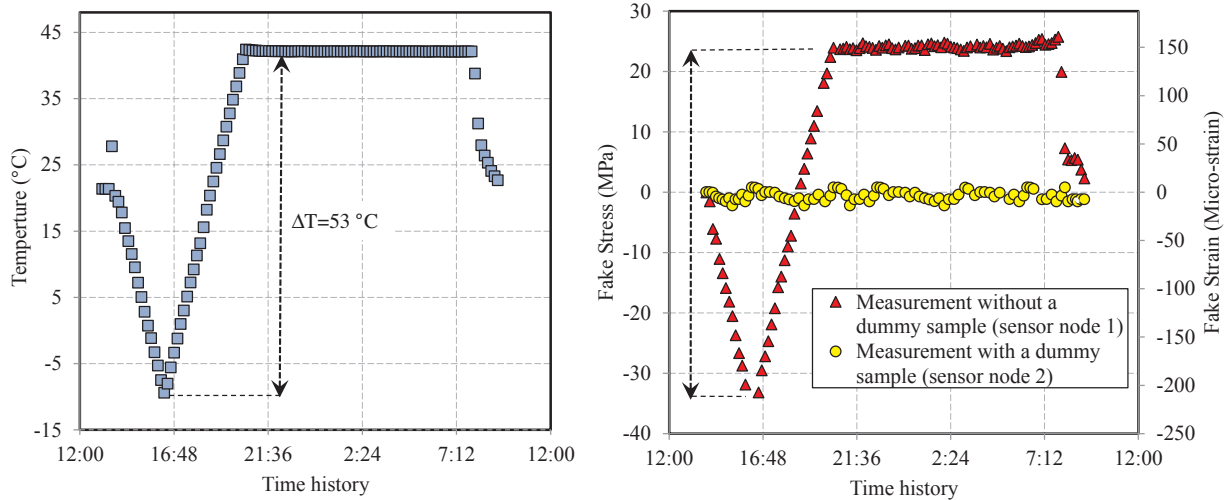 45
35
25
15
5
-5
-15
Temperture (°C)
ΔT=53 °C
12:00 16:48 21:36 2:24 7:12 12:00
Time history
30
20
10
0
-10
-20
-30
-40
Fake Stress (MPa)
150
100
50
0
-50
-100
-150
-200
-250
Fake Strain (Micro-strain)
Measurement without a
dummy sample (sensor node 1)
Measurement with a dummy
sample (sensor node 2)
12:00 16:48 21:36 2:24 7:12 12:00
Time history